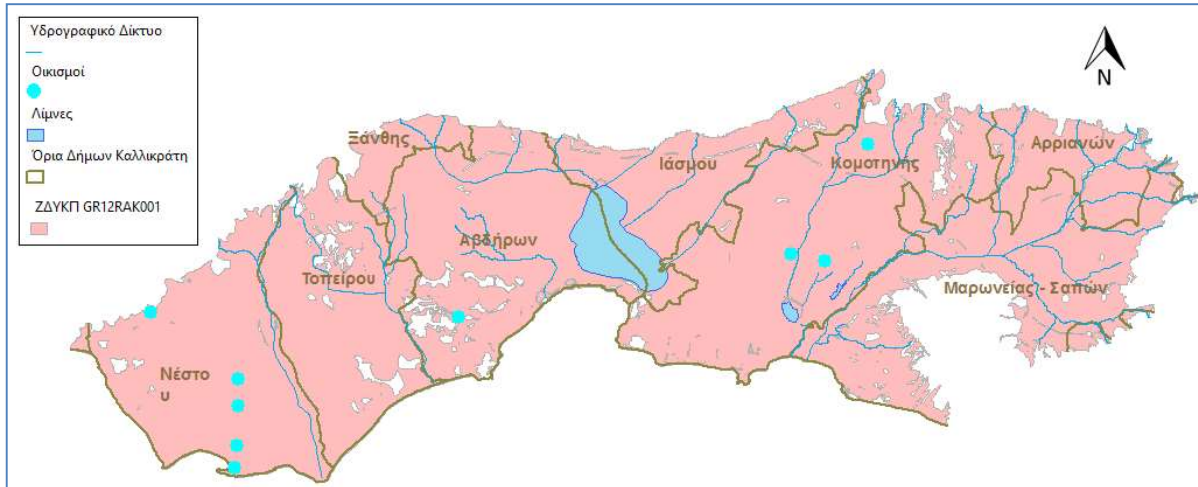 Υδρογραφικό Δίκτυο
Οικισμοί
Λίμνες
Όρια Δήμων Καλλικράτη
ΖΔΥΚΠ GR12RAK001
N
Ξάνθης
Ιάσμου
Κομοτηνής
Αρριανών
Αβδήρων
Τοπείρου
Μαρωνείας - Σαπών
Νέστο
υ